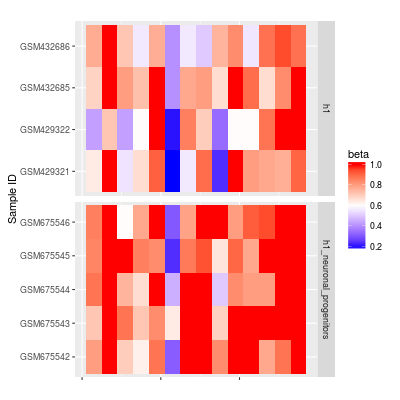 GSM432686
GSM432685
GSM429322
GSM429321
h1
Sample ID
GSM675546
GSM675545
GSM675544
GSM675543
GSM675542
h1_neuronal_progenitors
beta
1.0
0.8
0.6
0.4
0.2